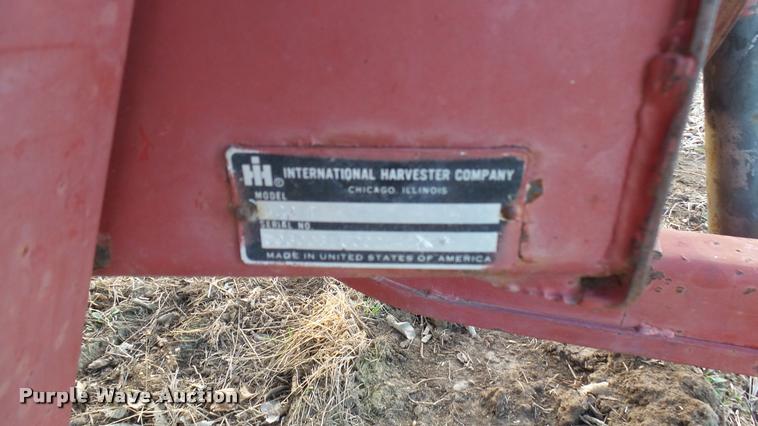 IH ® INTERNATIONAL HARVESTER COMPANY
CHICAGO ILLINOIS
MODEL
SERIAL NO
MADE IN UNITED STATES OF AMERICA
Purple Wave Auction